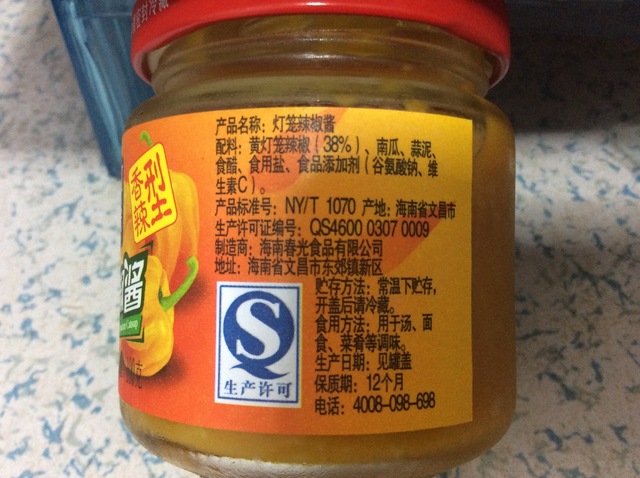 封冷藏
香辣型
酱
产品名称：灯笼辣椒酱
配料：黄灯笼辣椒（38%）、南瓜、蒜泥、
食醋、食用盐、食品添加剂（谷氨酸钠、维
生素C）。
产品标准号：NY/T 1070 产地：海南省文昌市
生产许可证编号：QS4600 0307 0009
制造商：海南春光食品有限公司
地址：海南省文昌市东郊镇新区
贮存方法：常温下贮存，
开盖后请冷藏。
食用方法：用于汤、面
食、菜肴等调味。
生产日期：见罐盖
保质期：12个月
电话：4008-098-698
QS
生产许可